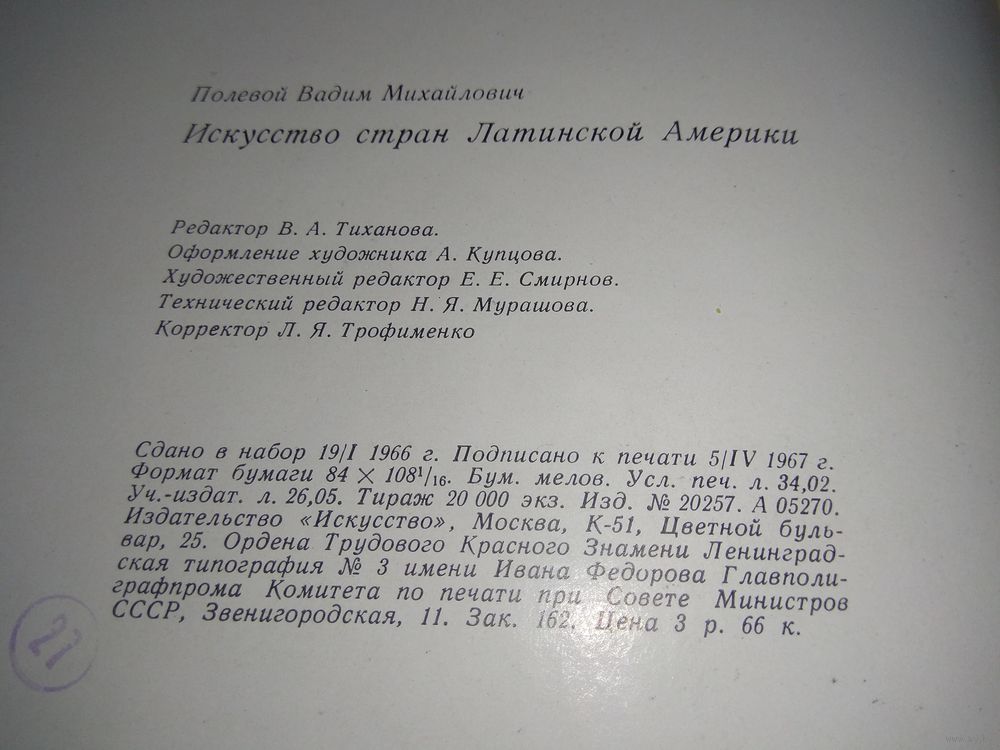 Полевой Вадим Михайлович
Искусство стран Латинской Америки
Редактор В. А. Тиханова.
Оформление художника А. Купцова.
Художественный редактор Е. Е. Смирнов.
Технический редактор Н. Я. Мурашова.
Корректор Л. Я. Трофименко
Сдано в набор 19/I 1966 г. Подписано к печати 5/IV 1967 г.
Формат бумаги 84 × 108¹/₁₆. Бум. мелов. Усл. печ. л. 34,02.
Уч.-издат. л. 26,05. Тираж 20 000 экз. Изд. № 20257. А 05270.
Издательство «Искусство», Москва, К-51, Цветной буль-
вар, 25. Ордена Трудового Красного Знамени Ленинград-
ская типография № 3 имени Ивана Федорова Главполи-
графпрома Комитета по печати при Совете Министров
СССР, Звенигородская, 11. Зак. 162. Цена 3 р. 66 к.